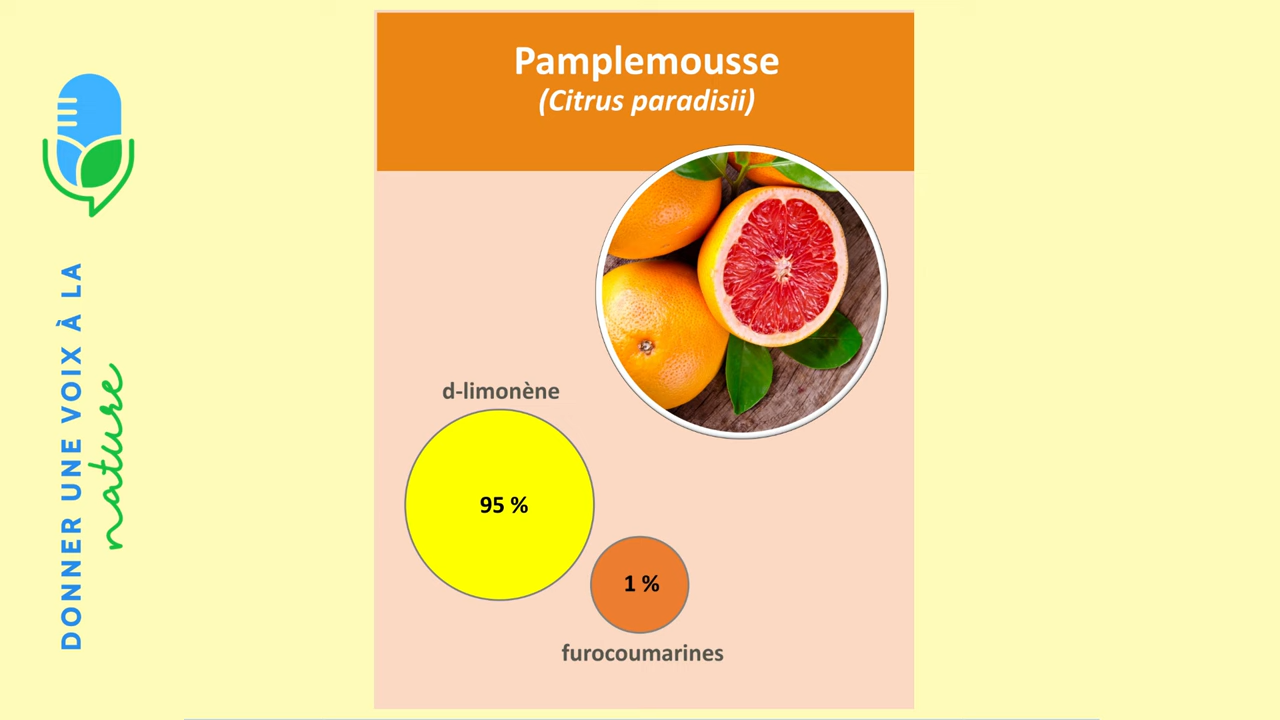 DONNER UNE VOIX À LA
nature
Pamplemousse
(Citrus paradisii)
d-limonène
95 %
1 %
furocoumarines